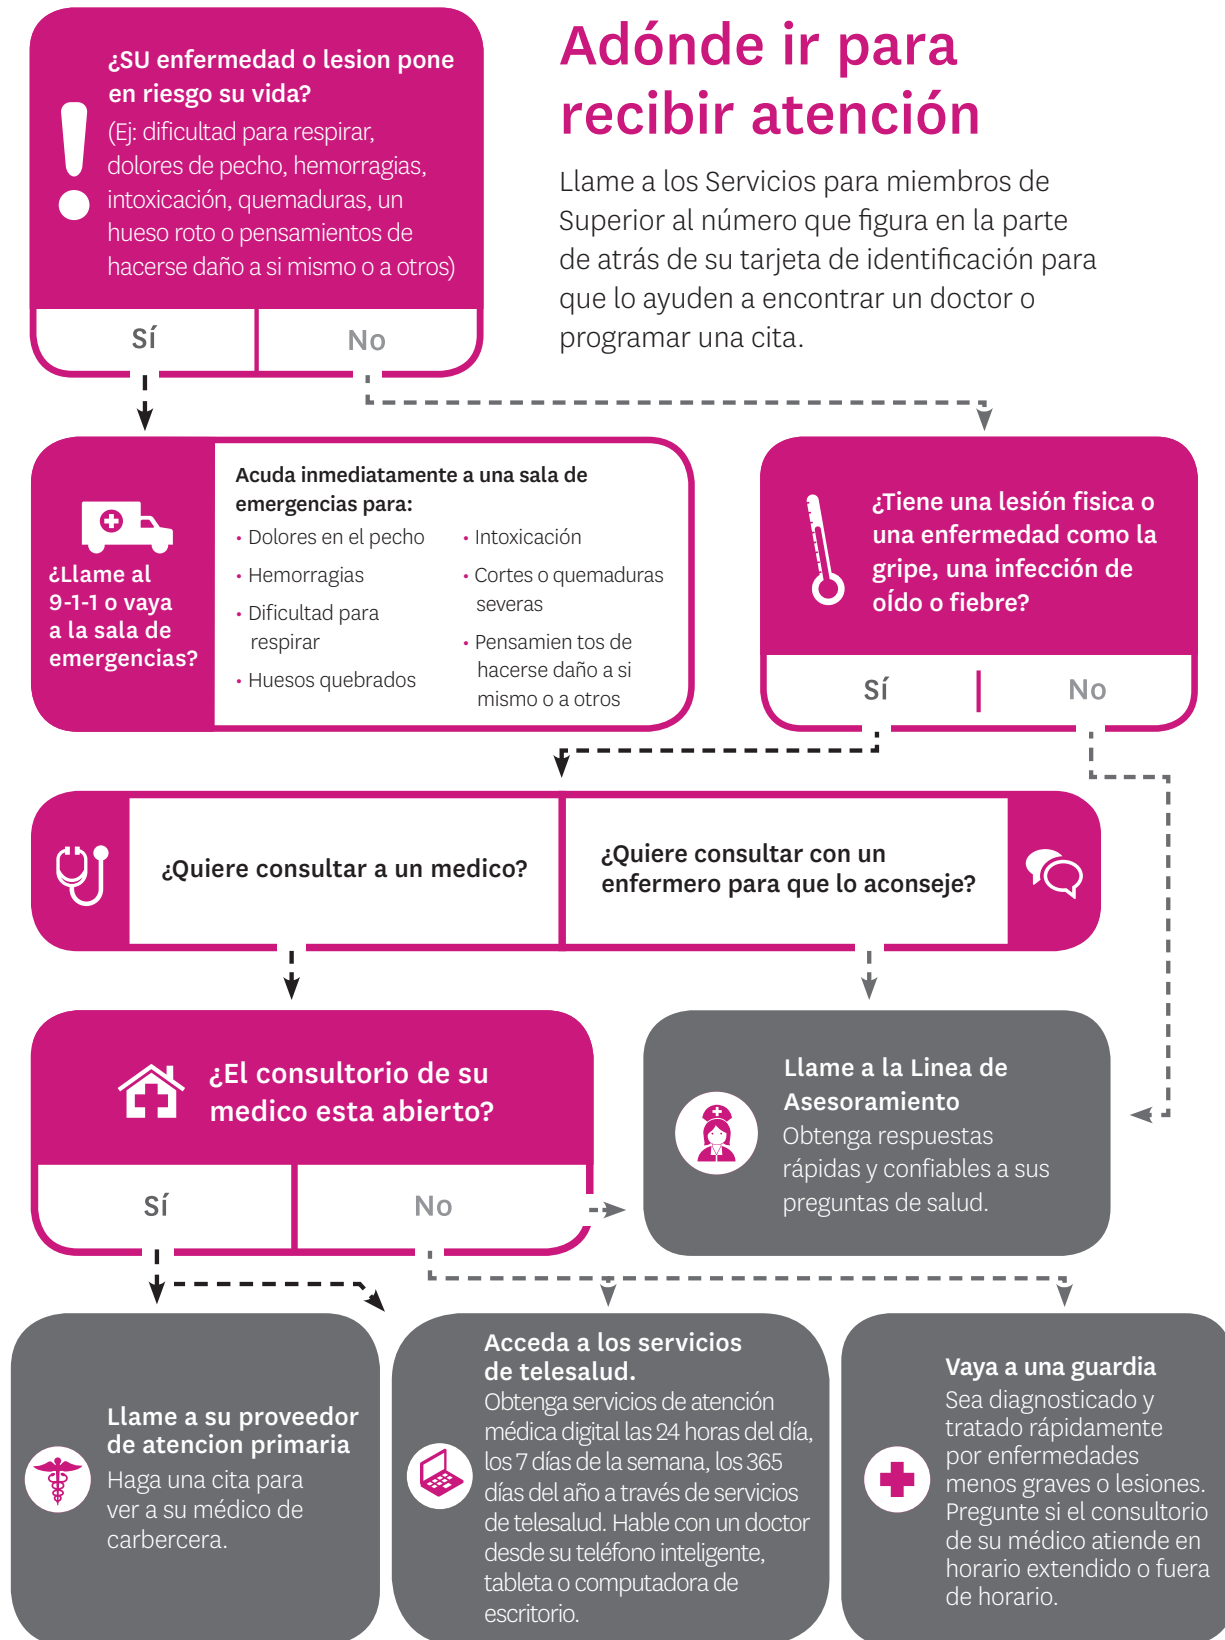 ¿SU enfermedad o lesion pone
en riesgo su vida?
(Ej: dificultad para respirar,
dolores de pecho, hemorragias,
intoxicación, quemaduras, un
hueso roto o pensamientos de
hacerse daño a si mismo o a otros)
Sí
No
Adónde ir para
recibir atención
Llame a los Servicios para miembros de
Superior al número que figura en la parte
de atrás de su tarjeta de identificación para
que lo ayuden a encontrar un doctor o
programar una cita.
¿Llame al
9-1-1 o vaya
a la sala de
emergencias?
Acuda inmediatamente a una sala de
emergencias para:
• Dolores en el pecho
• Hemorragias
• Dificultad para
respirar
• Huesos quebrados
• Intoxicación
• Cortes o quemaduras
severas
• Pensamien tos de
hacerse daño a si
mismo o a otros
¿Tiene una lesión fisica o
una enfermedad como la
gripe, una infección de
oÍdo o fiebre?
Sí
No
¿Quiere consultar a un medico?
¿Quiere consultar con un
enfermero para que lo aconseje?
¿El consultorio de su
medico esta abierto?
Sí
No
Llame a la Linea de
Asesoramiento
Obtenga respuestas
rápidas y confiables a sus
preguntas de salud.
Llame a su proveedor
de atencion primaria
Haga una cita para
ver a su médico de
carbercera.
Acceda a los servicios
de telesalud.
Obtenga servicios de atención
médica digital las 24 horas del día,
los 7 días de la semana, los 365
días del año a través de servicios
de telesalud. Hable con un doctor
desde su teléfono inteligente,
tableta o computadora de
escritorio.
Vaya a una guardia
Sea diagnosticado y
tratado rápidamente
por enfermedades
menos graves o lesiones.
Pregunte si el consultorio
de su médico atiende en
horario extendido o fuera
de horario.